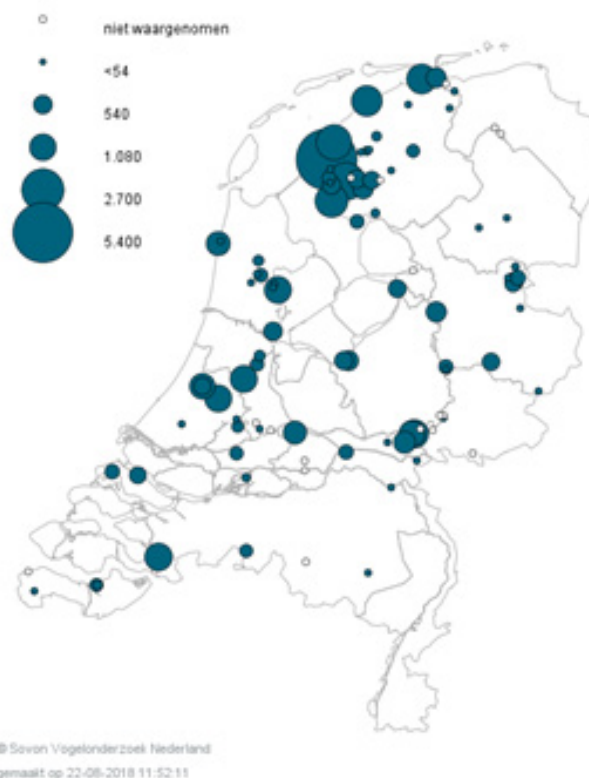 niet waargenomen
<54
540
1.080
2.700
5.400
© Sovon Vogelonderzoek Nederland
gemaakt op 22-08-2018 11:52:11